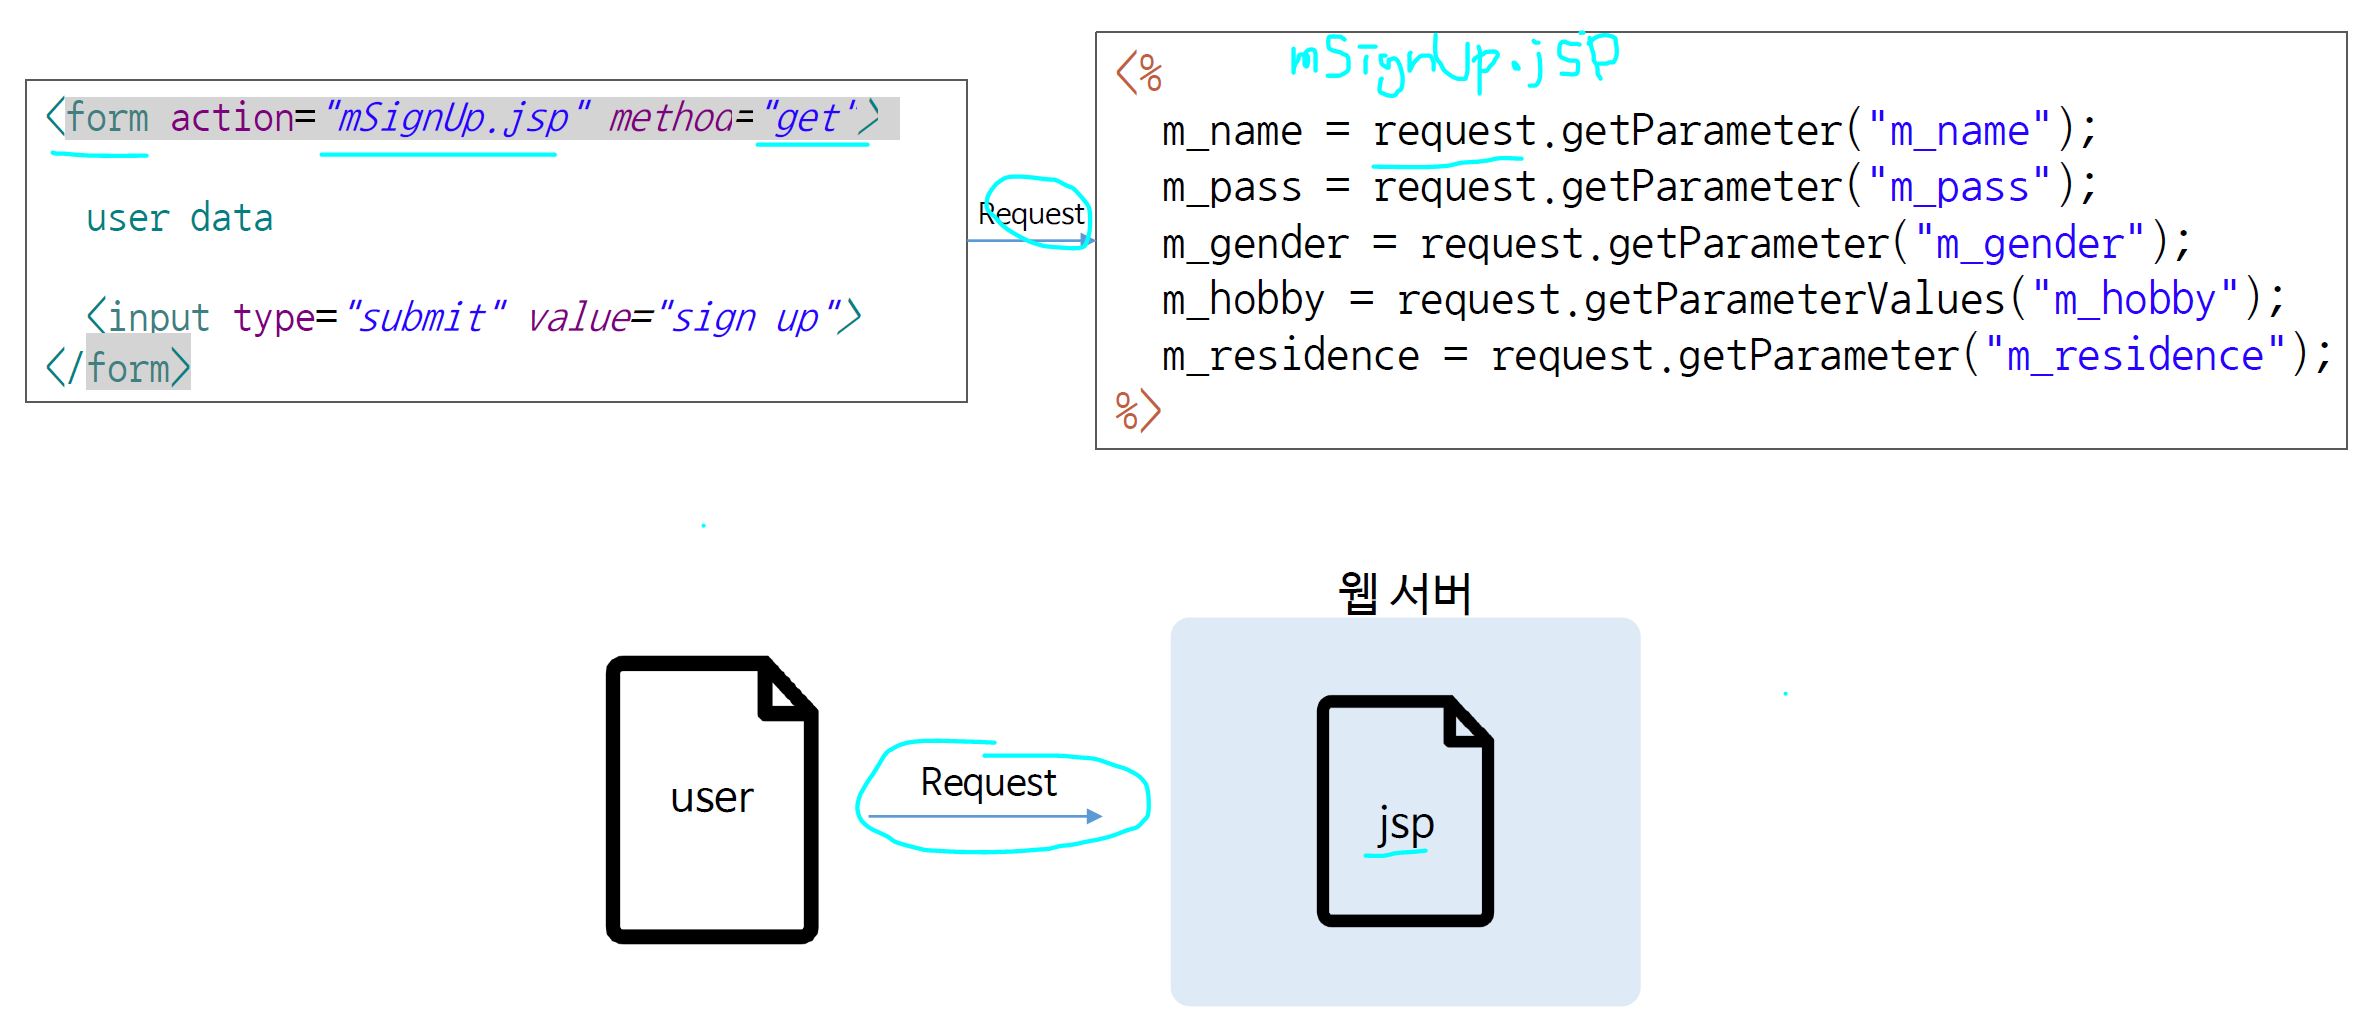 <form action="mSignUp.jsp" method="get">
user data
<input type="submit" value="sign up">
</form>
Request
mSignUp.jsp
<%
m_name = request.getParameter("m_name");
m_pass = request.getParameter("m_pass");
m_gender = request.getParameter("m_gender");
m_hobby = request.getParameterValues("m_hobby");
m_residence = request.getParameter("m_residence");
%>
웹 서버
user
Request
jsp